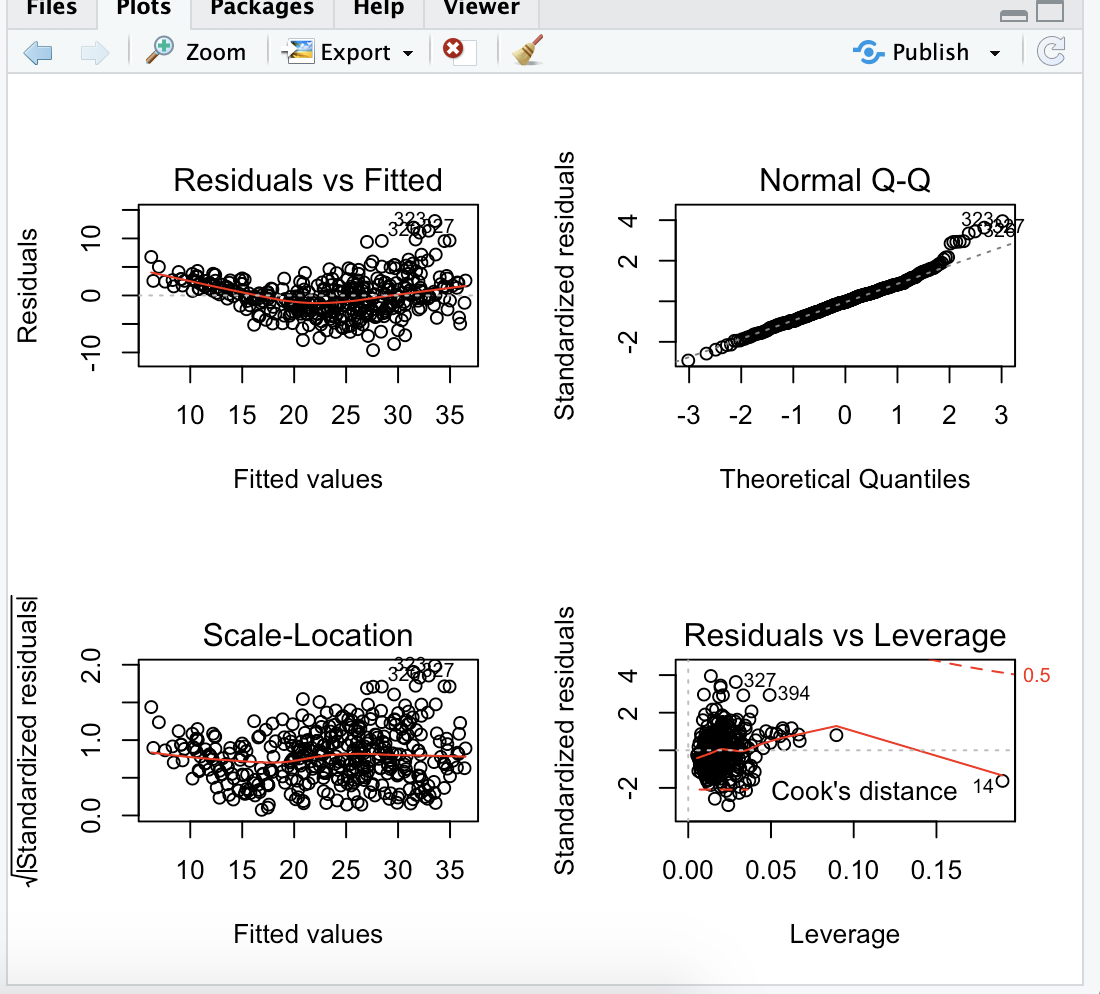 Files Plots Packages Help Viewer
Zoom Export Publish
Residuals vs Fitted
Residuals
10
0
-10
323
327
10 15 20 25 30 35
Fitted values
Normal Q-Q
Standardized residuals
4
2
-2
323
327
-3 -2 -1 0 1 2 3
Theoretical Quantiles
Scale-Location
√|Standardized residuals|
2.0
1.0
0.0
323
327
10 15 20 25 30 35
Fitted values
Residuals vs Leverage
Standardized residuals
4
2
-2
327
394
0.5
Cook's distance
14
0.00 0.05 0.10 0.15
Leverage